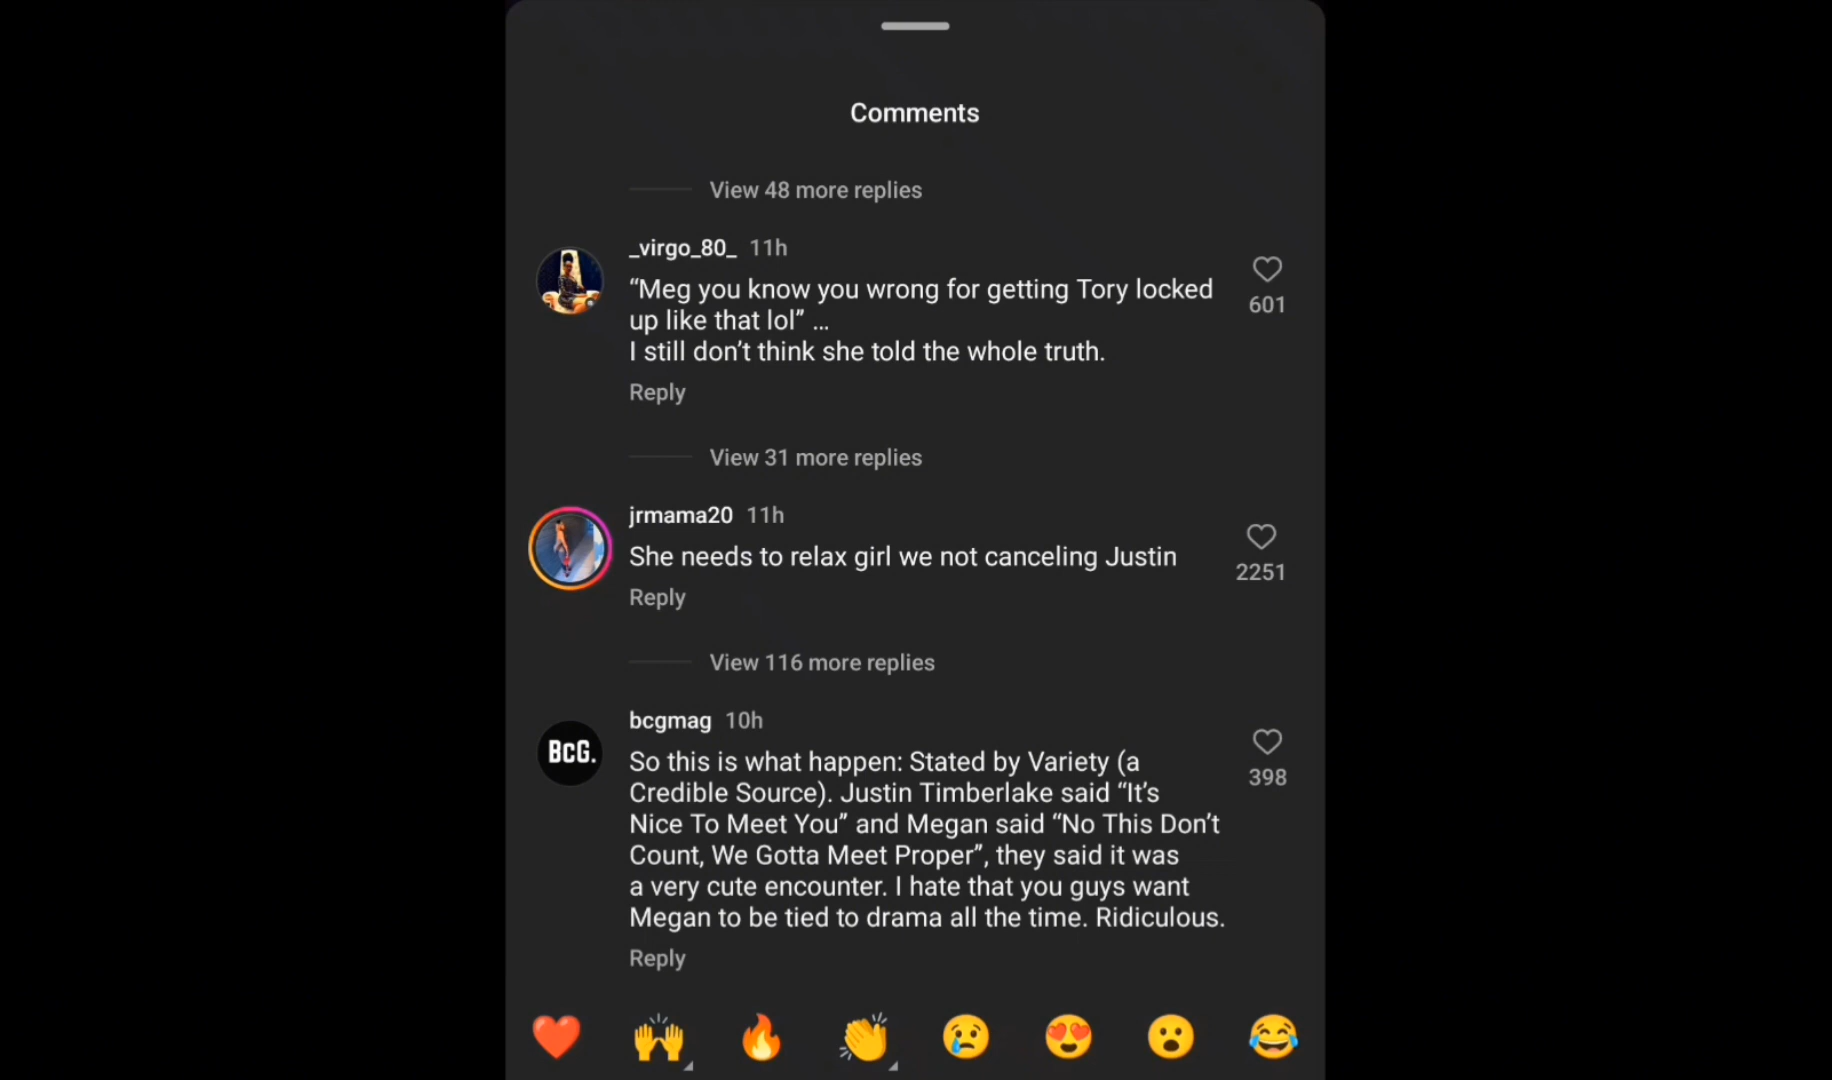 Comments
View 48 more replies
_virgo_80_ 11h
“Meg you know you wrong for getting Tory locked
up like that lol” ...
601
I still don’t think she told the whole truth.
Reply
View 31 more replies
jrmama20 11h
She needs to relax girl we not canceling Justin
2251
Reply
View 116 more replies
bcgmag 10h
BcG.
So this is what happen: Stated by Variety (a
Credible Source). Justin Timberlake said “It’s
398
Nice To Meet You” and Megan said “No This Don’t
Count, We Gotta Meet Proper”, they said it was
a very cute encounter. I hate that you guys want
Megan to be tied to drama all the time. Ridiculous.
Reply